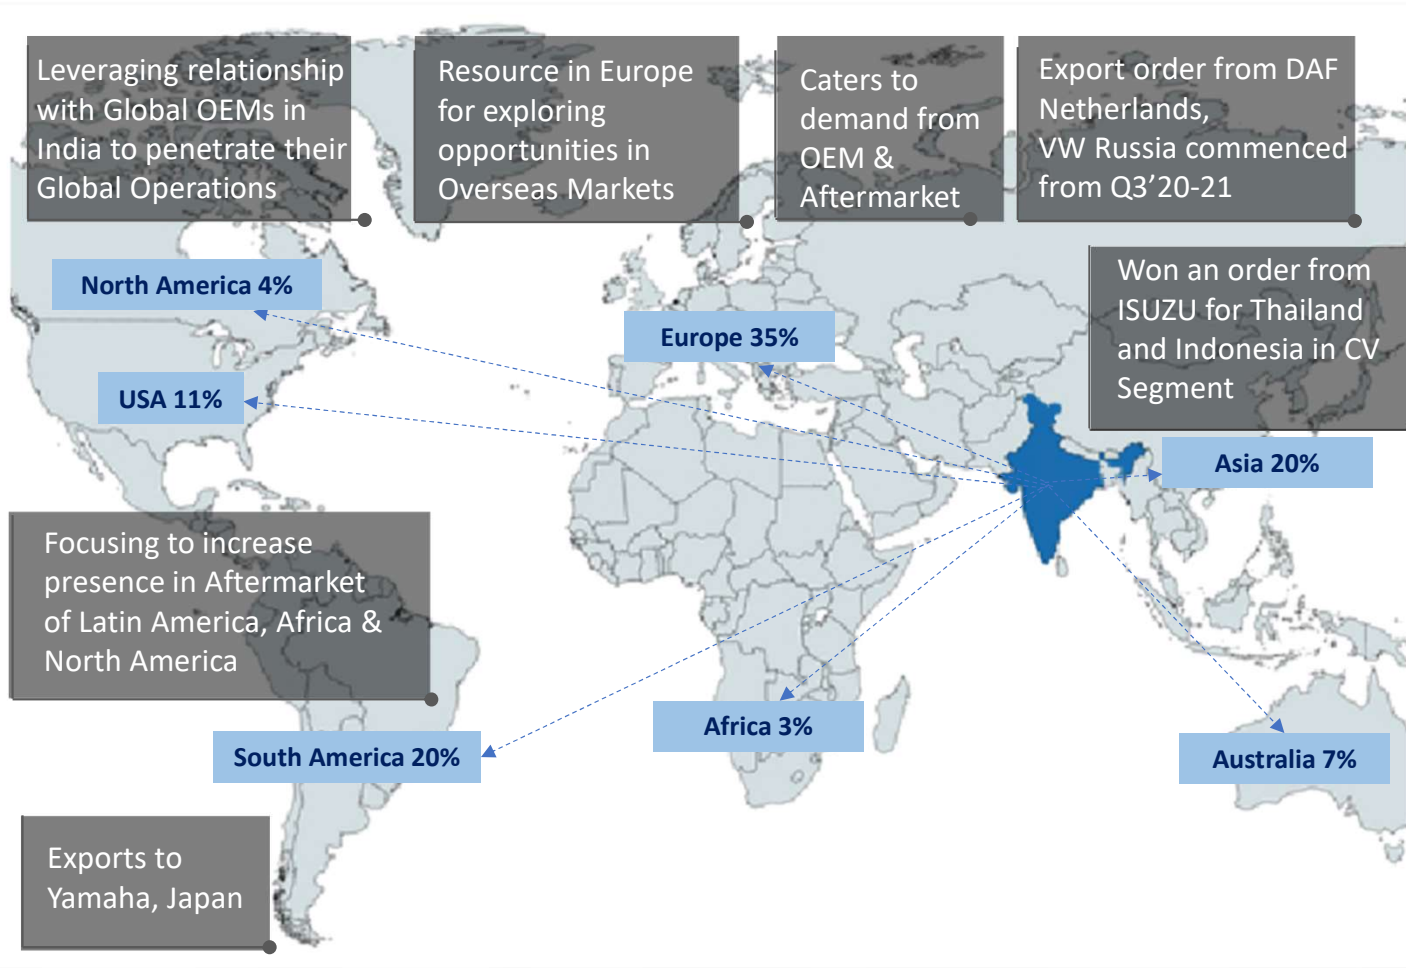 Leveraging relationship
with Global OEMs in
India to penetrate their
Global Operations
Resource in Europe
for exploring
opportunities in
Overseas Markets
Caters to
demand from
OEM &
Aftermarket
Export order from DAF
Netherlands,
VW Russia commenced
from Q3’20-21
Won an order from
ISUZU for Thailand
and Indonesia in CV
Segment
North America 4%
Europe 35%
USA 11%
Asia 20%
Focusing to increase
presence in Aftermarket
of Latin America, Africa &
North America
Africa 3%
South America 20%
Australia 7%
Exports to
Yamaha, Japan